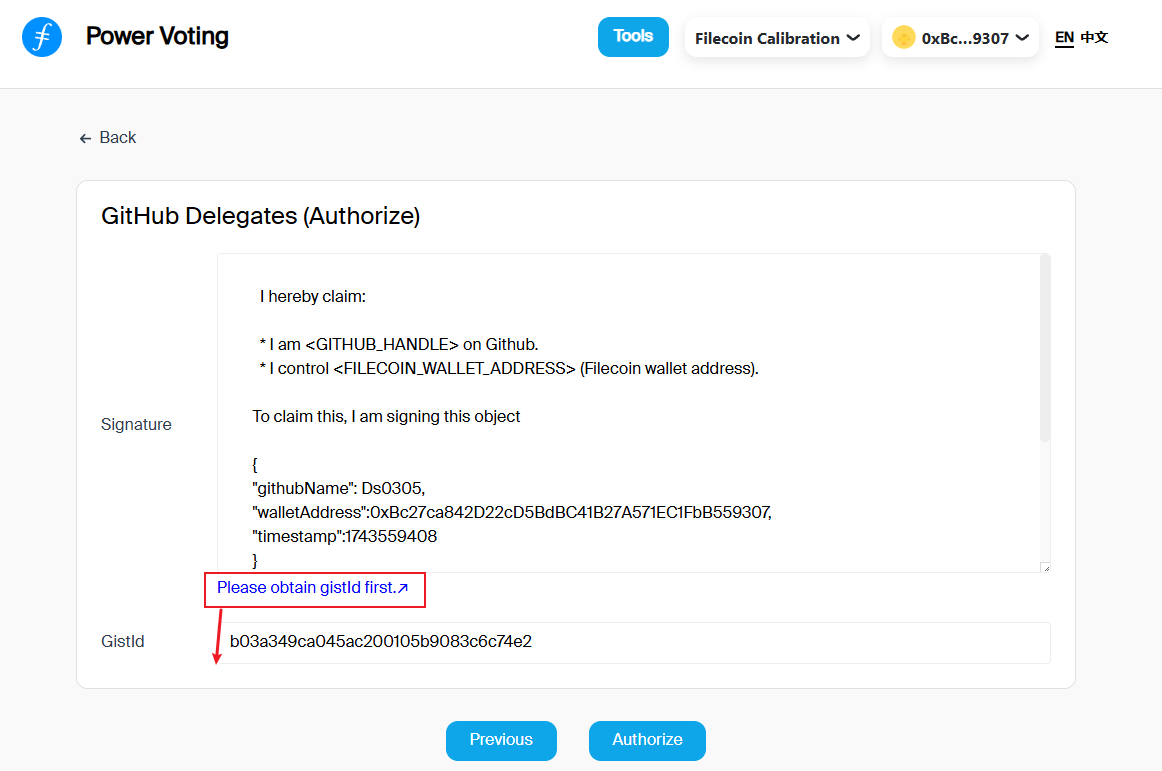 Power Voting
Tools
Filecoin Calibration
0xBc...9307
EN 中文
← Back
GitHub Delegates (Authorize)
Signature
I hereby claim:
* I am <GITHUB_HANDLE> on Github.
* I control <FILECOIN_WALLET_ADDRESS> (Filecoin wallet address).
To claim this, I am signing this object
{
"githubName": Ds0305,
"walletAddress":0xBc27ca842D22cD5BdBC41B27A571EC1FbB559307,
"timestamp":1743559408
}
Please obtain gistId first.↗
GistId
b03a349ca045ac200105b9083c6c74e2
Previous
Authorize